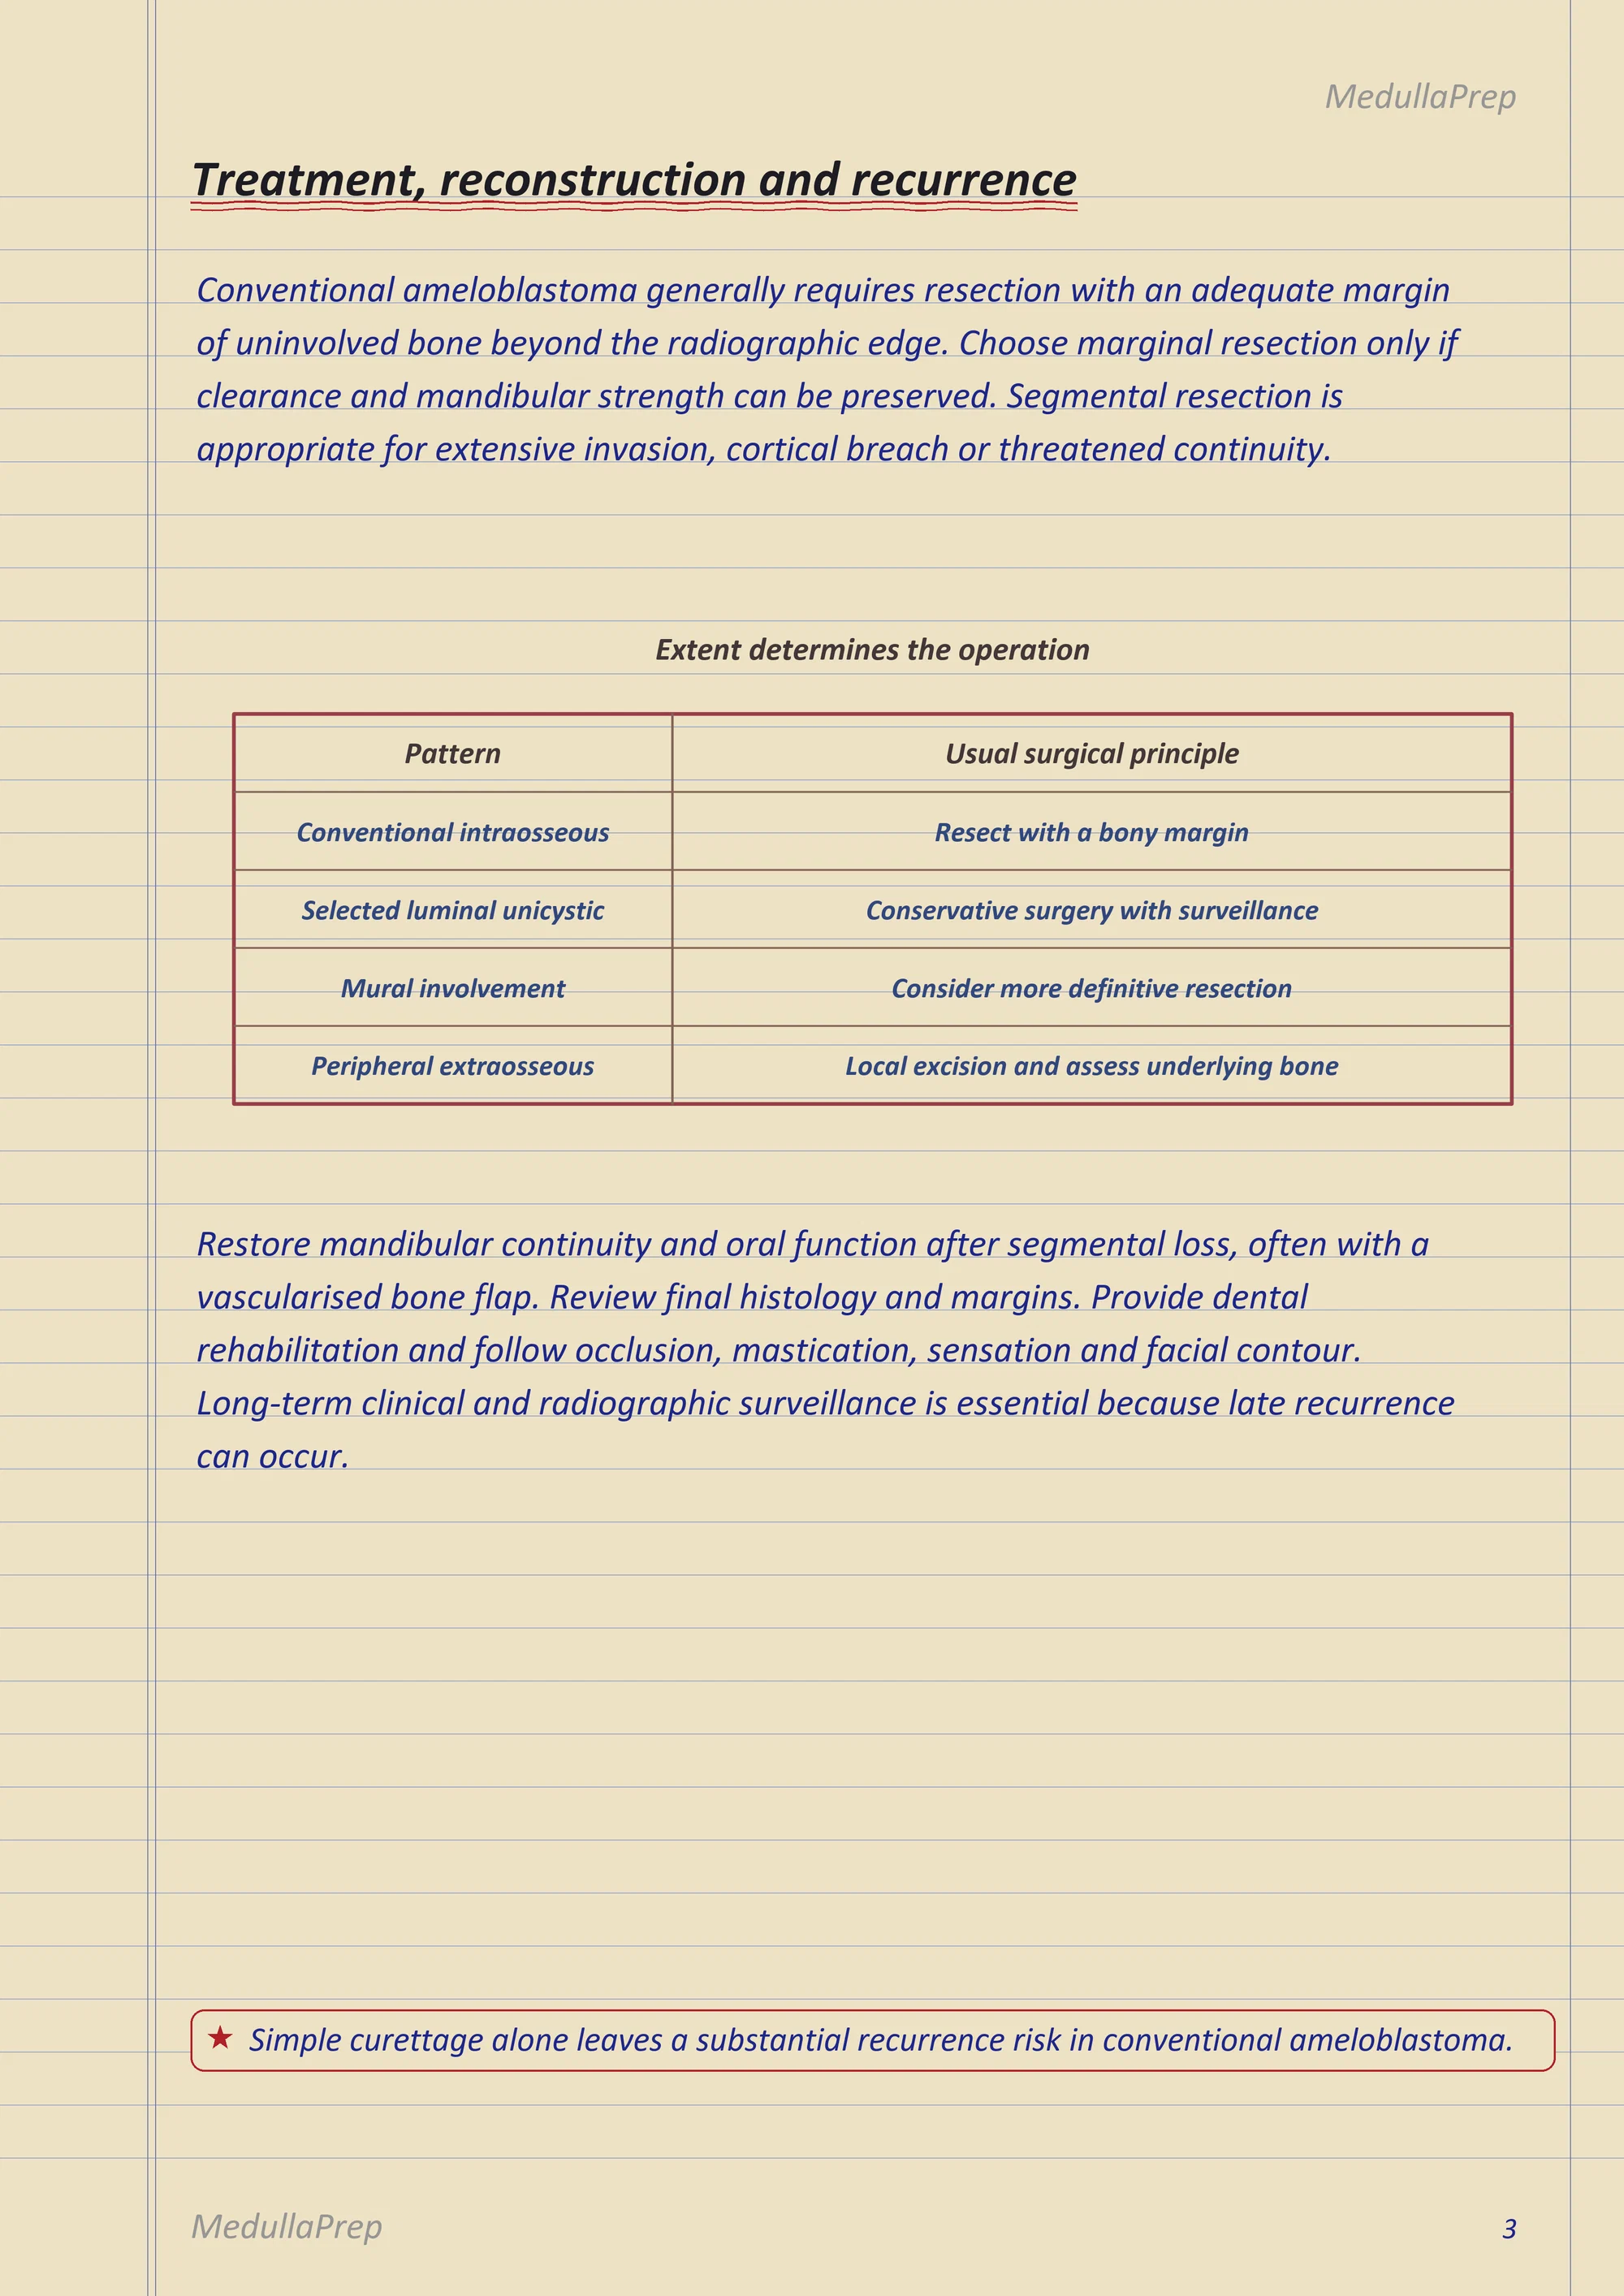 MedullaPrep
Treatment, reconstruction and recurrence
Conventional ameloblastoma generally requires resection with an adequate margin
of uninvolved bone beyond the radiographic edge. Choose marginal resection only if
clearance and mandibular strength can be preserved. Segmental resection is
appropriate for extensive invasion, cortical breach or threatened continuity.
Extent determines the operation
Pattern Usual surgical principle
Conventional intraosseous Resect with a bony margin
Selected luminal unicystic Conservative surgery with surveillance
Mural involvement Consider more definitive resection
Peripheral extraosseous Local excision and assess underlying bone
Restore mandibular continuity and oral function after segmental loss, often with a
vascularised bone flap. Review final histology and margins. Provide dental
rehabilitation and follow occlusion, mastication, sensation and facial contour.
Long-term clinical and radiographic surveillance is essential because late recurrence
can occur.
★ Simple curettage alone leaves a substantial recurrence risk in conventional ameloblastoma.
MedullaPrep 3